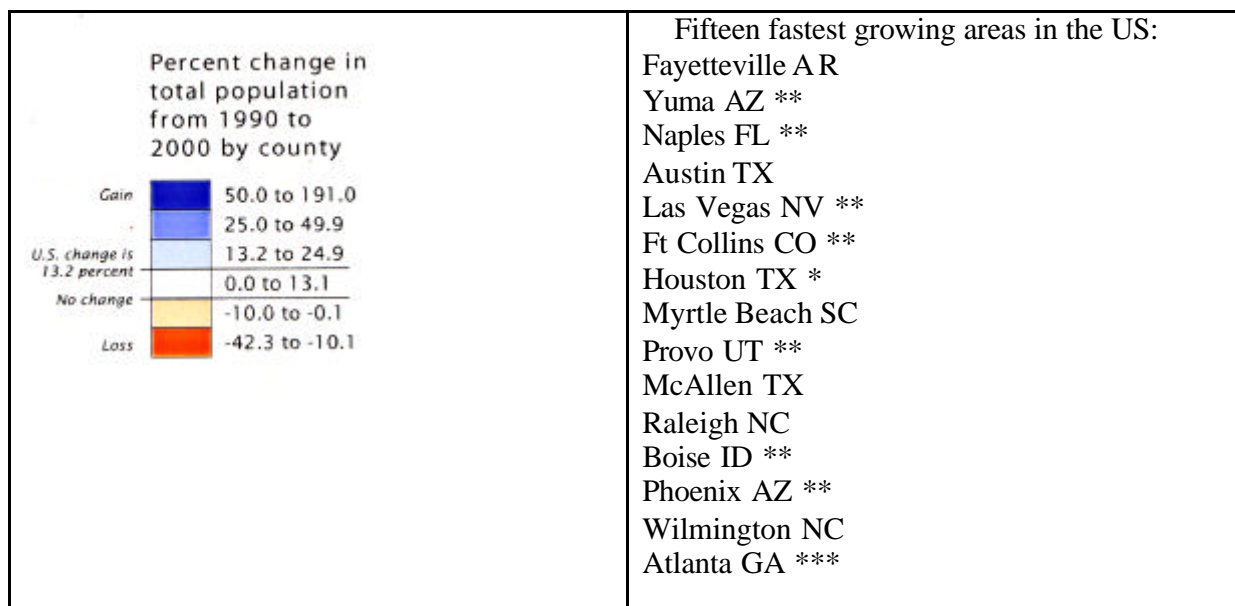 Percent change in
total population
from 1990 to
2000 by county
Gain
50.0 to 191.0
25.0 to 49.9
U.S. change is
13.2 percent
13.2 to 24.9
0.0 to 13.1
No change
-10.0 to -0.1
Loss
-42.3 to -10.1
Fifteen fastest growing areas in the US:
Fayetteville AR
Yuma AZ **
Naples FL **
Austin TX
Las Vegas NV **
Ft Collins CO **
Houston TX *
Myrtle Beach SC
Provo UT **
McAllen TX
Raleigh NC
Boise ID **
Phoenix AZ **
Wilmington NC
Atlanta GA ***